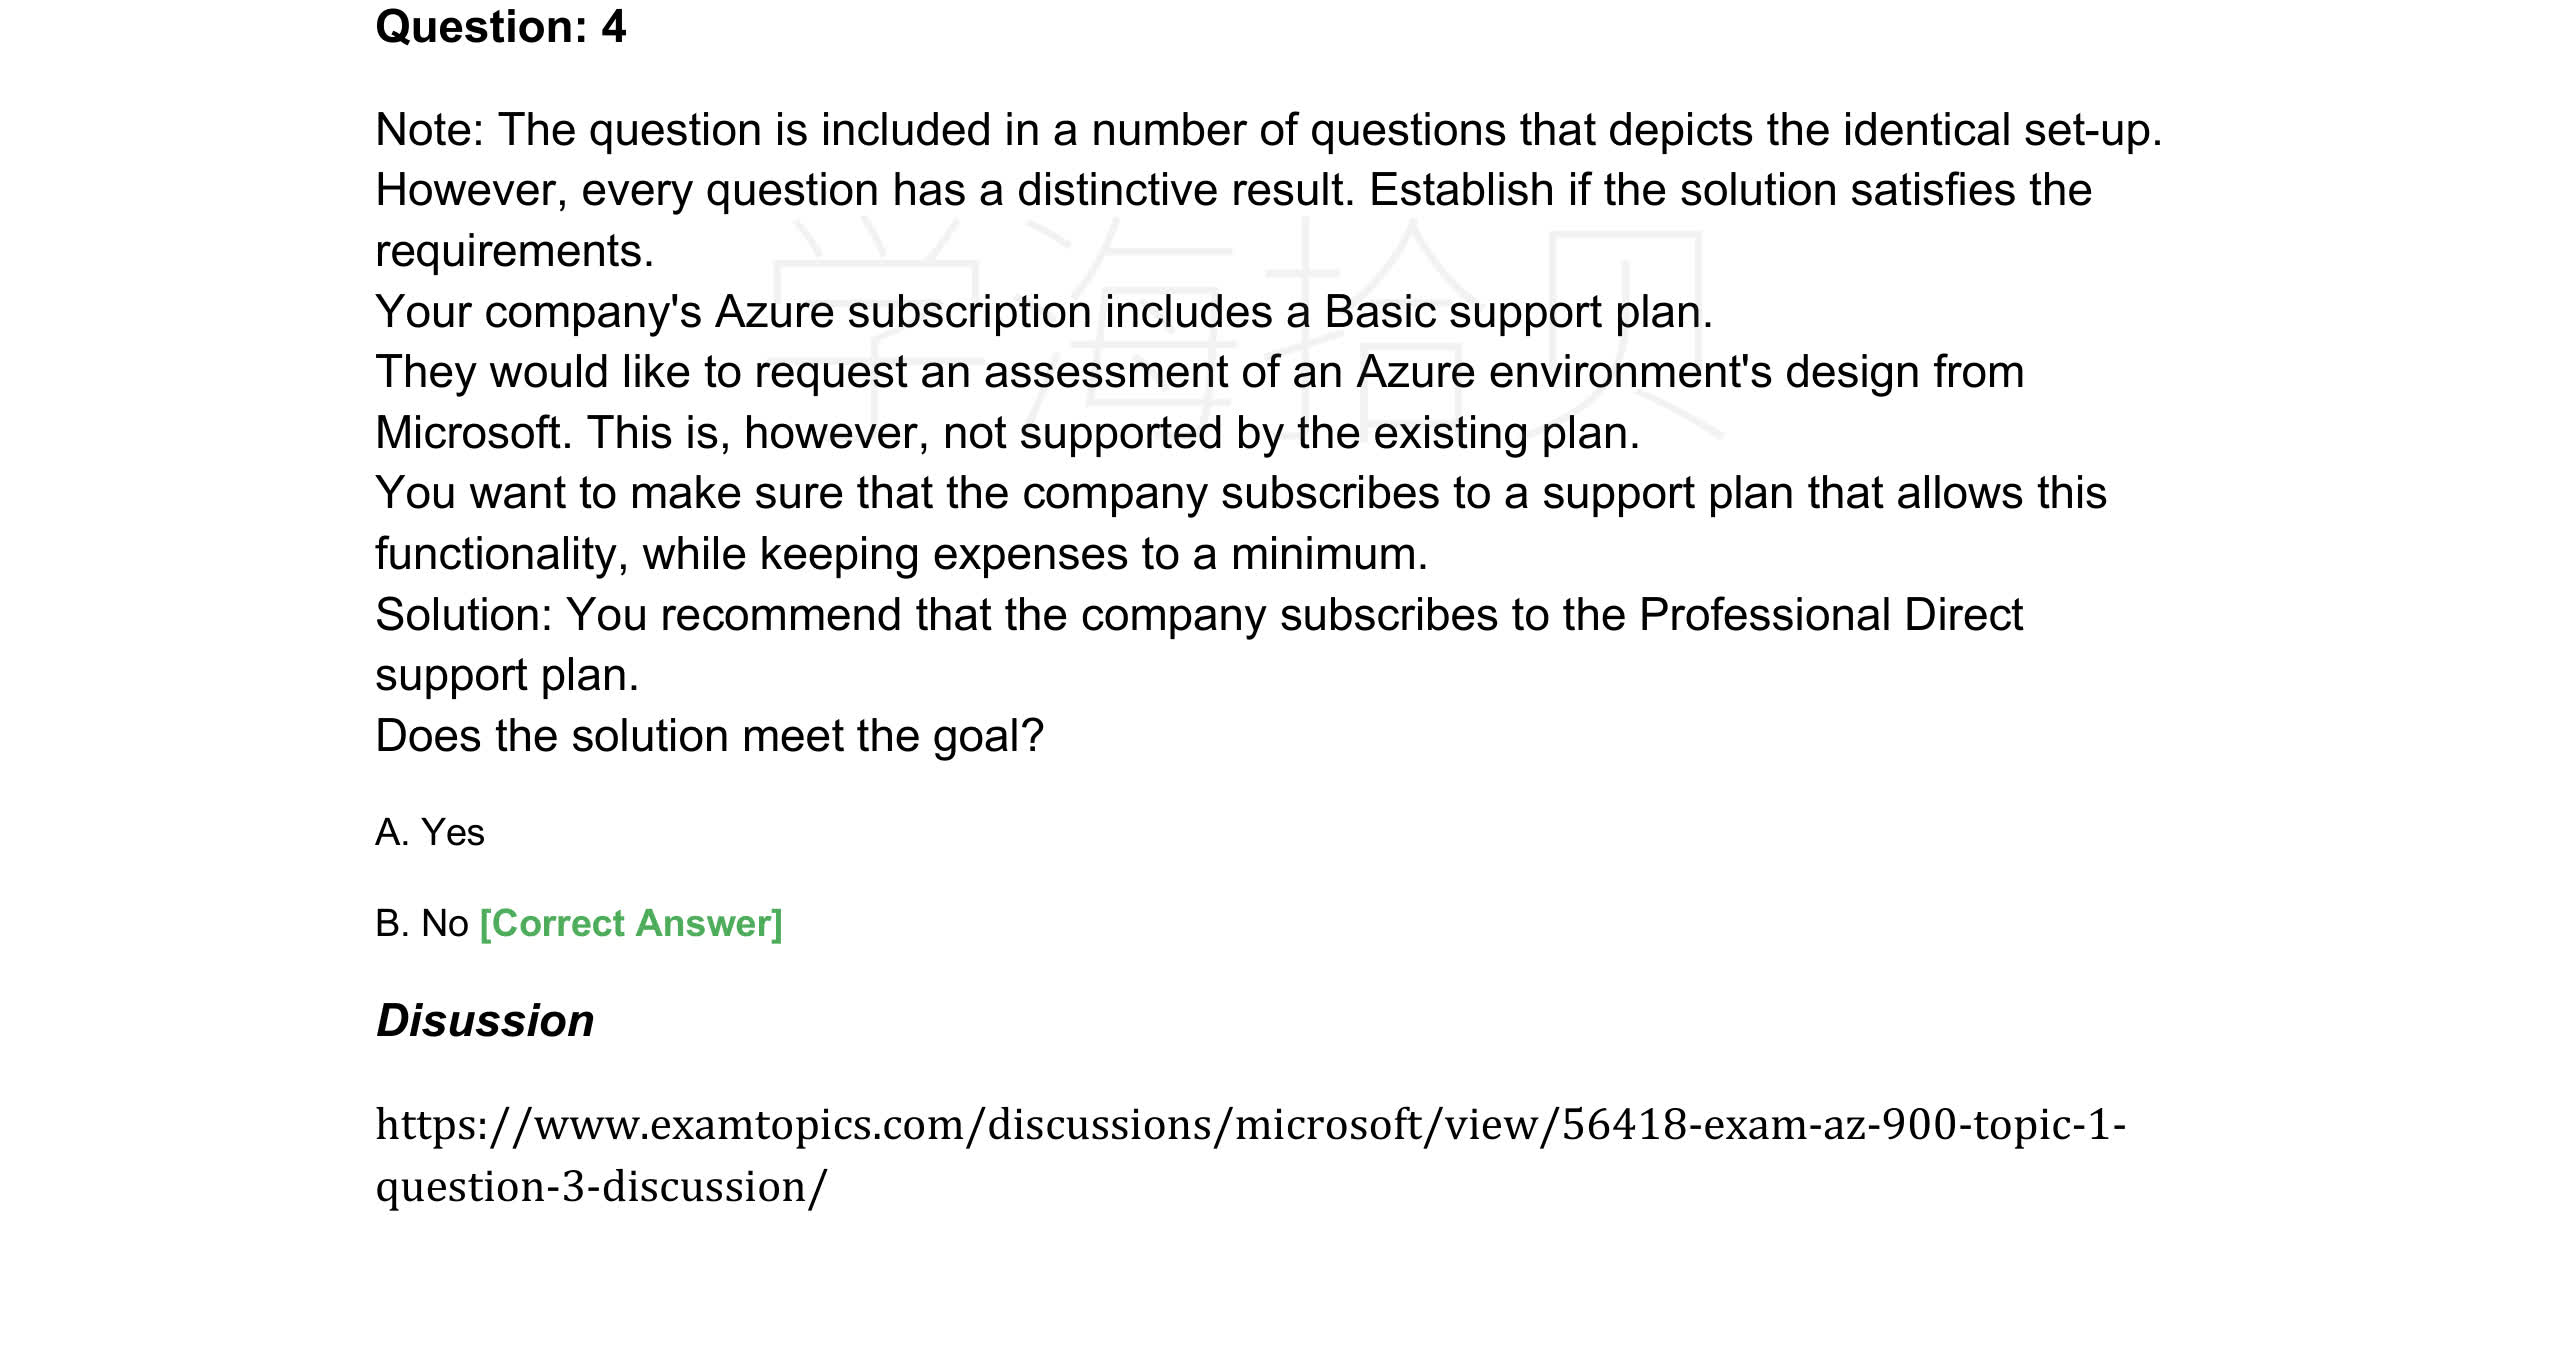 Question: 4
Note: The question is included in a number of questions that depicts the identical set-up.
However, every question has a distinctive result. Establish if the solution satisfies the
requirements.
学海拾贝
Your company's Azure subscription includes a Basic support plan.
They would like to request an assessment of an Azure environment's design from
Microsoft. This is, however, not supported by the existing plan.
You want to make sure that the company subscribes to a support plan that allows this
functionality, while keeping expenses to a minimum.
Solution: You recommend that the company subscribes to the Professional Direct
support plan.
Does the solution meet the goal?
A. Yes
B. No [Correct Answer]
Disussion
https://www.examtopics.com/discussions/microsoft/view/56418-exam-az-900-topic-1-
question-3-discussion/